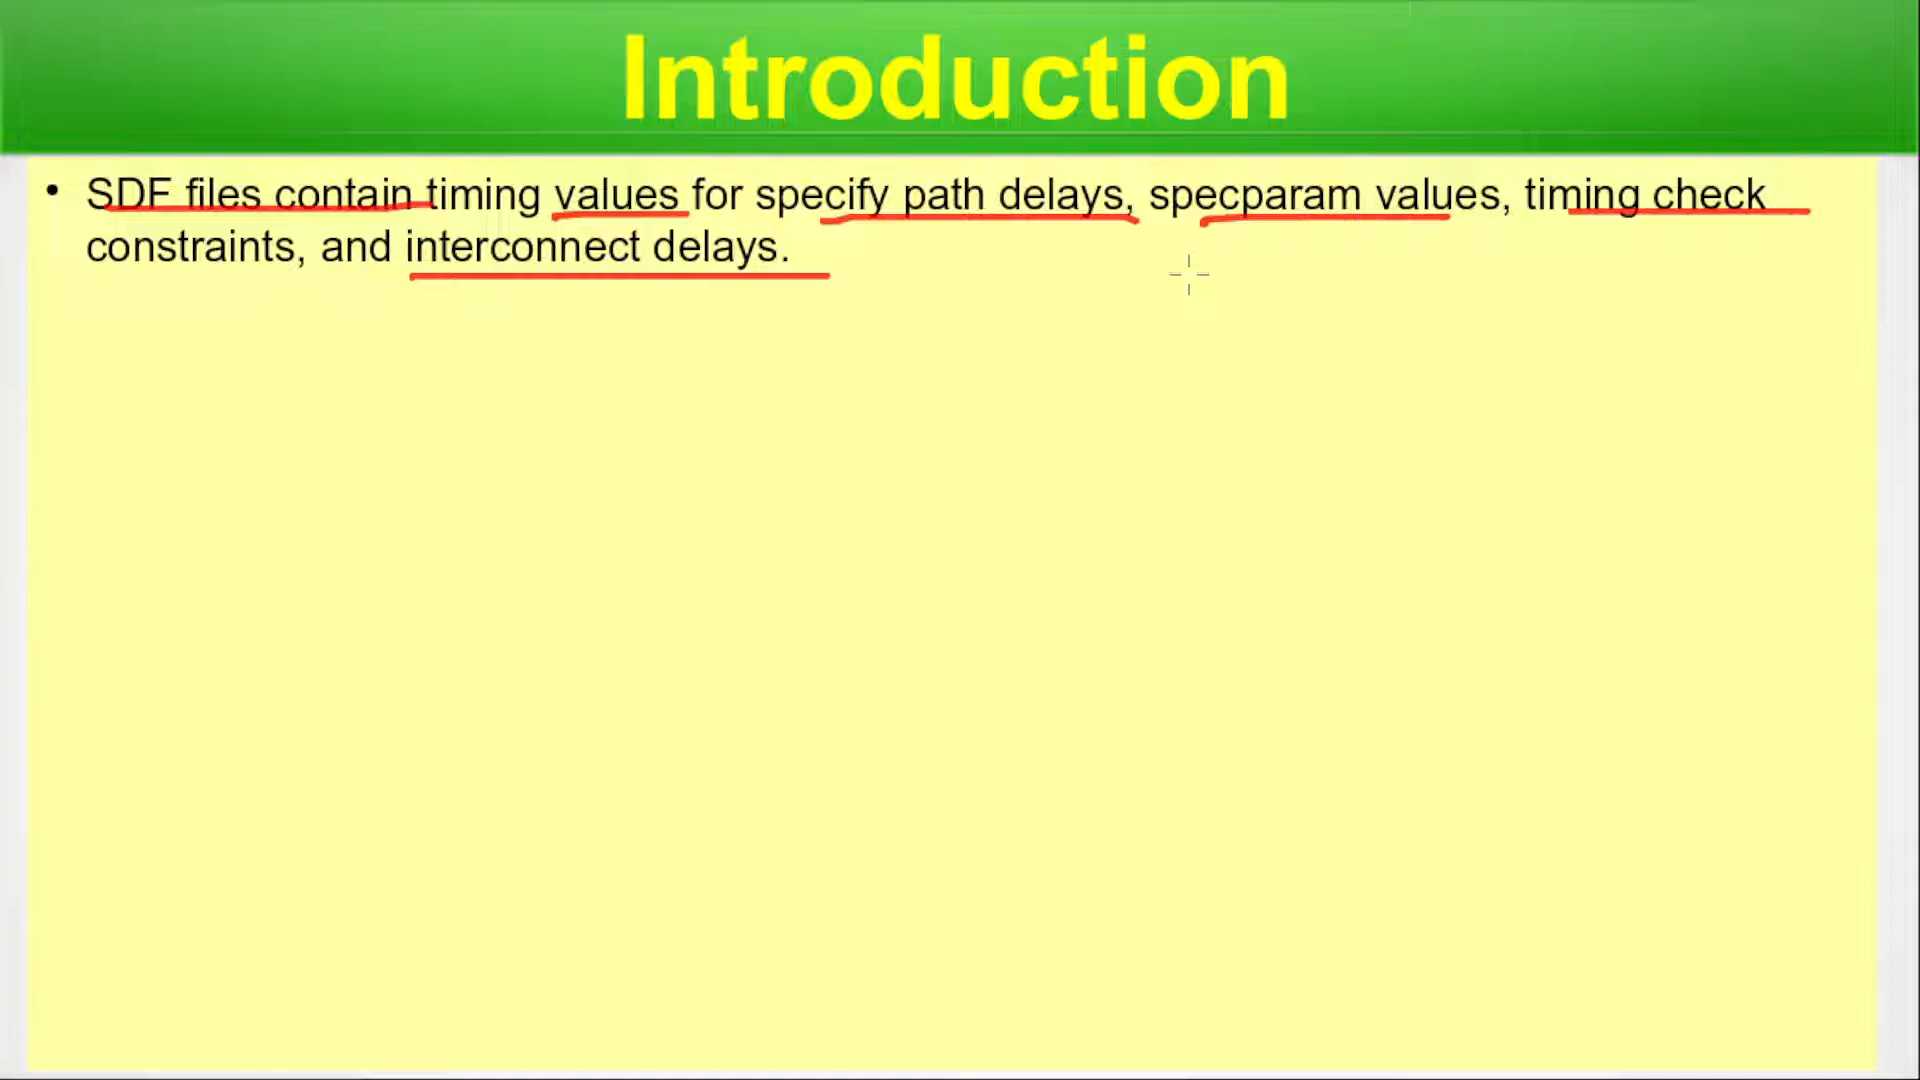 Introduction
• SDF files contain timing values for specify path delays, specparam values, timing check
constraints, and interconnect delays.